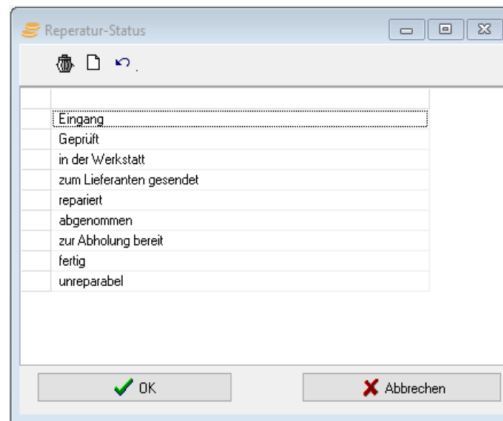 Reperatur-Status
Eingang
Geprüft
in der Werkstatt
zum Lieferanten gesendet
repariert
abgenommen
zur Abholung bereit
fertig
unreparabel
OK
Abbrechen